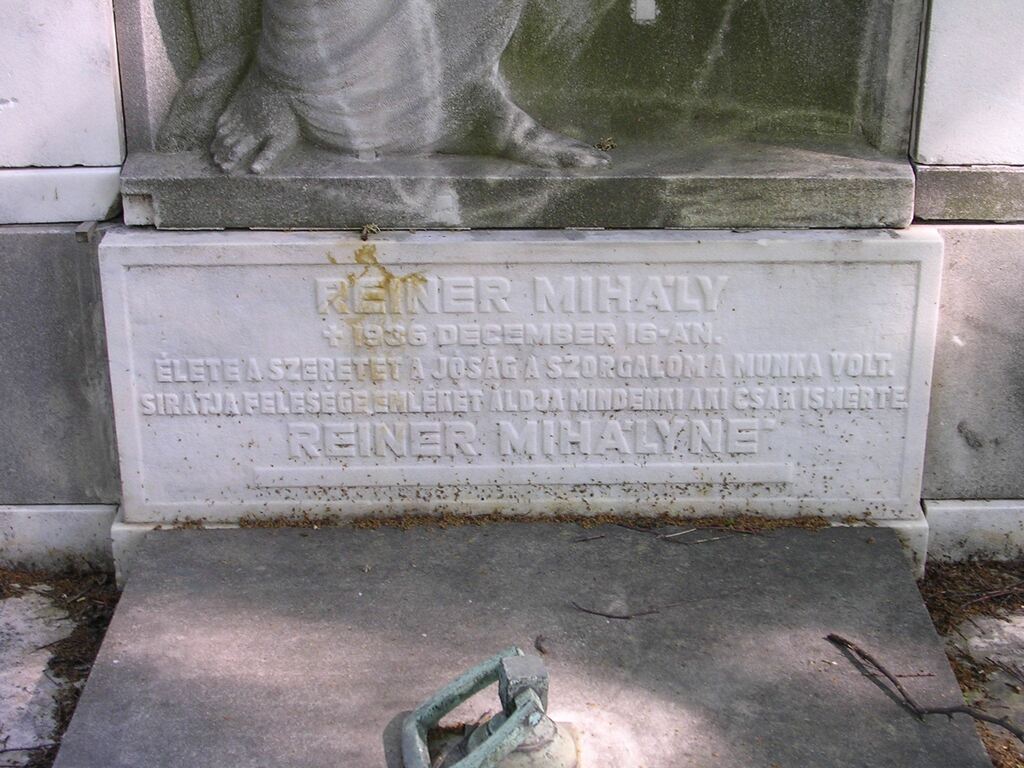 REINER MIHÁLY
+ 1936 DECEMBER 16-ÁN.
ÉLETE A SZERETET A JÓSÁG A SZORGALOM A MUNKA VOLT.
SIRATJA FELESÉGE, EMLÉKÉT ÁLDJA MINDENKI AKI CSAK ISMERTE.
REINER MIHÁLYNÉ